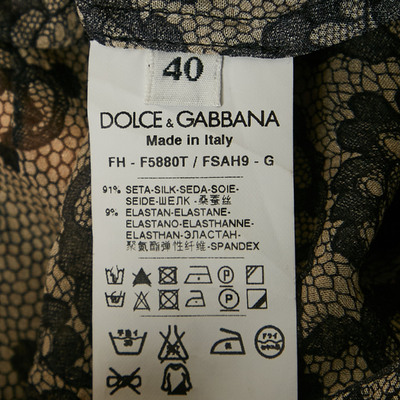 40
DOLCE & GABBANA
Made in Italy
FH - F5880T / FSAH9 - G
91% SETA-SILK-SEDA-SOIE-
SEIDE-ШЕЛК -桑蚕丝
9% ELASTAN-ELASTANE-
ELASTANO-ELASTHANNE-
ELASTHAN-ЭЛАСТАН-
聚氨酯弹性纤维-SPANDEX